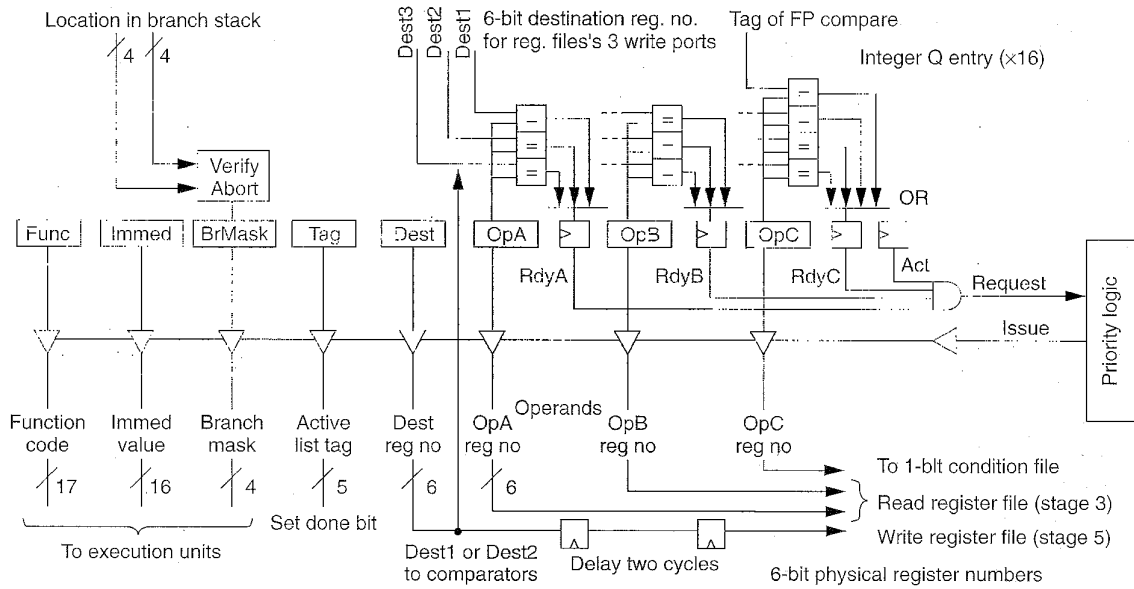 Location in branch stack
4
4
Dest3
Dest2
Dest1
6-bit destination reg. no.
for reg. files's 3 write ports
Tag of FP compare
Integer Q entry (×16)
Verify
Abort
=
=
=
=
OR
Func
Immed
BrMask
Tag
Dest
OpA
OpB
OpC
RdyA
RdyB
RdyC
Act
Request
Issue
Priority logic
Operands
Function
code
Immed
value
Branch
mask
Active
list tag
Dest
reg no
OpA
reg no
OpB
reg no
OpC
reg no
17
16
4
5
6
6
To 1-bit condition file
Read register file (stage 3)
Write register file (stage 5)
Set done bit
To execution units
Dest1 or Dest2
to comparators
Delay two cycles
6-bit physical register numbers